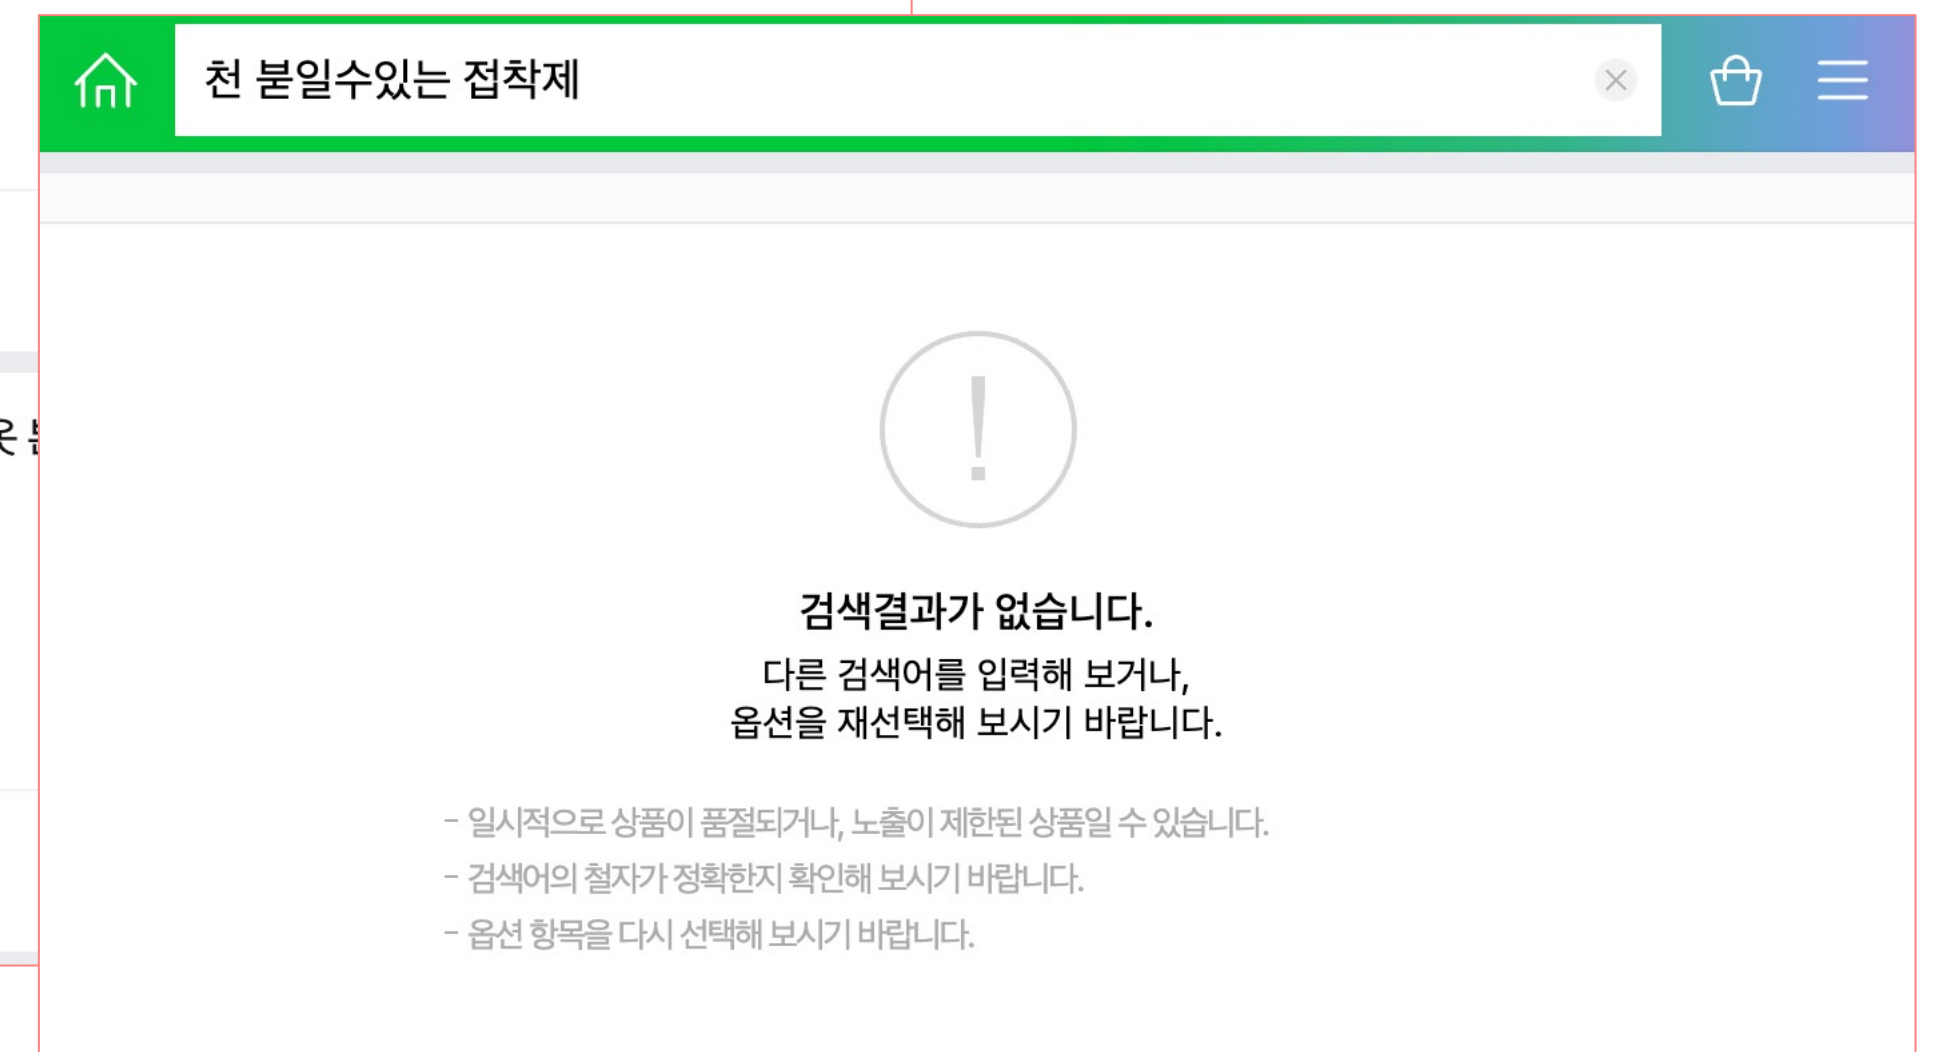 천 붇일수있는 접착제
검색결과가 없습니다.
다른 검색어를 입력해 보거나,
옵션을 재선택해 보시기 바랍니다.
- 일시적으로 상품이 품절되거나, 노출이 제한된 상품일 수 있습니다.
- 검색어의 철자가 정확한지 확인해 보시기 바랍니다.
- 옵션 항목을 다시 선택해 보시기 바랍니다.